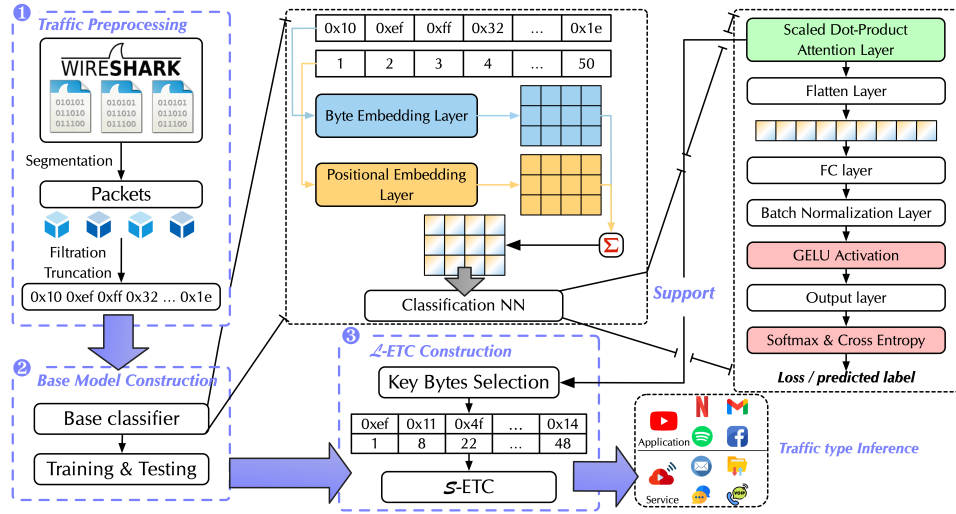 1
Traffic Preprocessing
WIRESHARK
010101 010101 010101
011010 011010 011010
011100 011100 011100
Segmentation
Packets
Filtration
Truncation
0x10 0xef 0xff 0x32 ... 0x1e
2
Base Model Construction
Base classifier
Training & Testing
0x10 0xef 0xff 0x32 ... 0x1e
1 2 3 4 ... 50
Byte Embedding Layer
Positional Embedding
Layer
Σ
Classification NN
3
ℒ-ETC Construction
Key Bytes Selection
0xef 0x11 0x4f ... 0x14
1 8 22 ... 48
𝓢-ETC
Support
Scaled Dot-Product
Attention Layer
Flatten Layer
FC layer
Batch Normalization Layer
GELU Activation
Output layer
Softmax & Cross Entropy
Loss / predicted label
Application
Service
VOIP
Traffic type Inference